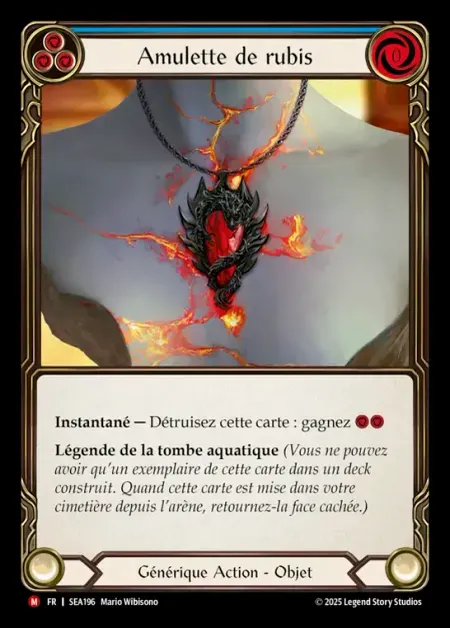 Amulette de rubis
0
Instantané — Détruisez cette carte : gagnez
Légende de la tombe aquatique (Vous ne pouvez
avoir qu'un exemplaire de cette carte dans un deck
construit. Quand cette carte est mise dans votre
cimetière depuis l'arène, retournez-la face cachée.)
Générique Action - Objet
M FR | SEA196 Mario Wibisono © 2025 Legend Story Studios